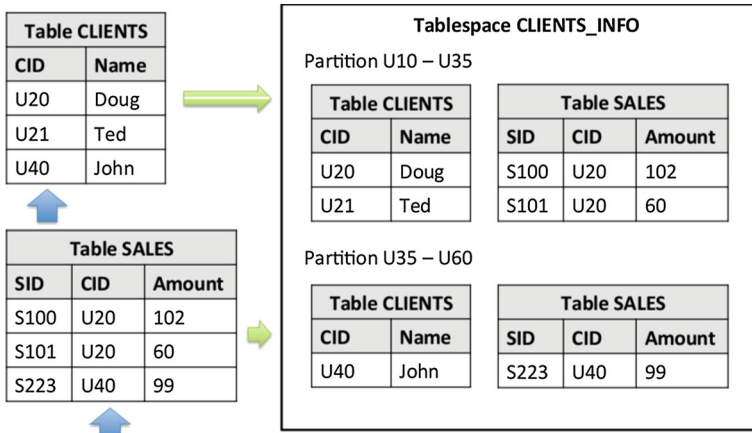 Table CLIENTS
CID Name
U20 Doug
U21 Ted
U40 John
Table SALES
SID CID Amount
S100 U20 102
S101 U20 60
S223 U40 99
Tablespace CLIENTS_INFO
Partition U10 – U35
Table CLIENTS
CID Name
U20 Doug
U21 Ted
Table SALES
SID CID Amount
S100 U20 102
S101 U20 60
Partition U35 – U60
Table CLIENTS
CID Name
U40 John
Table SALES
SID CID Amount
S223 U40 99